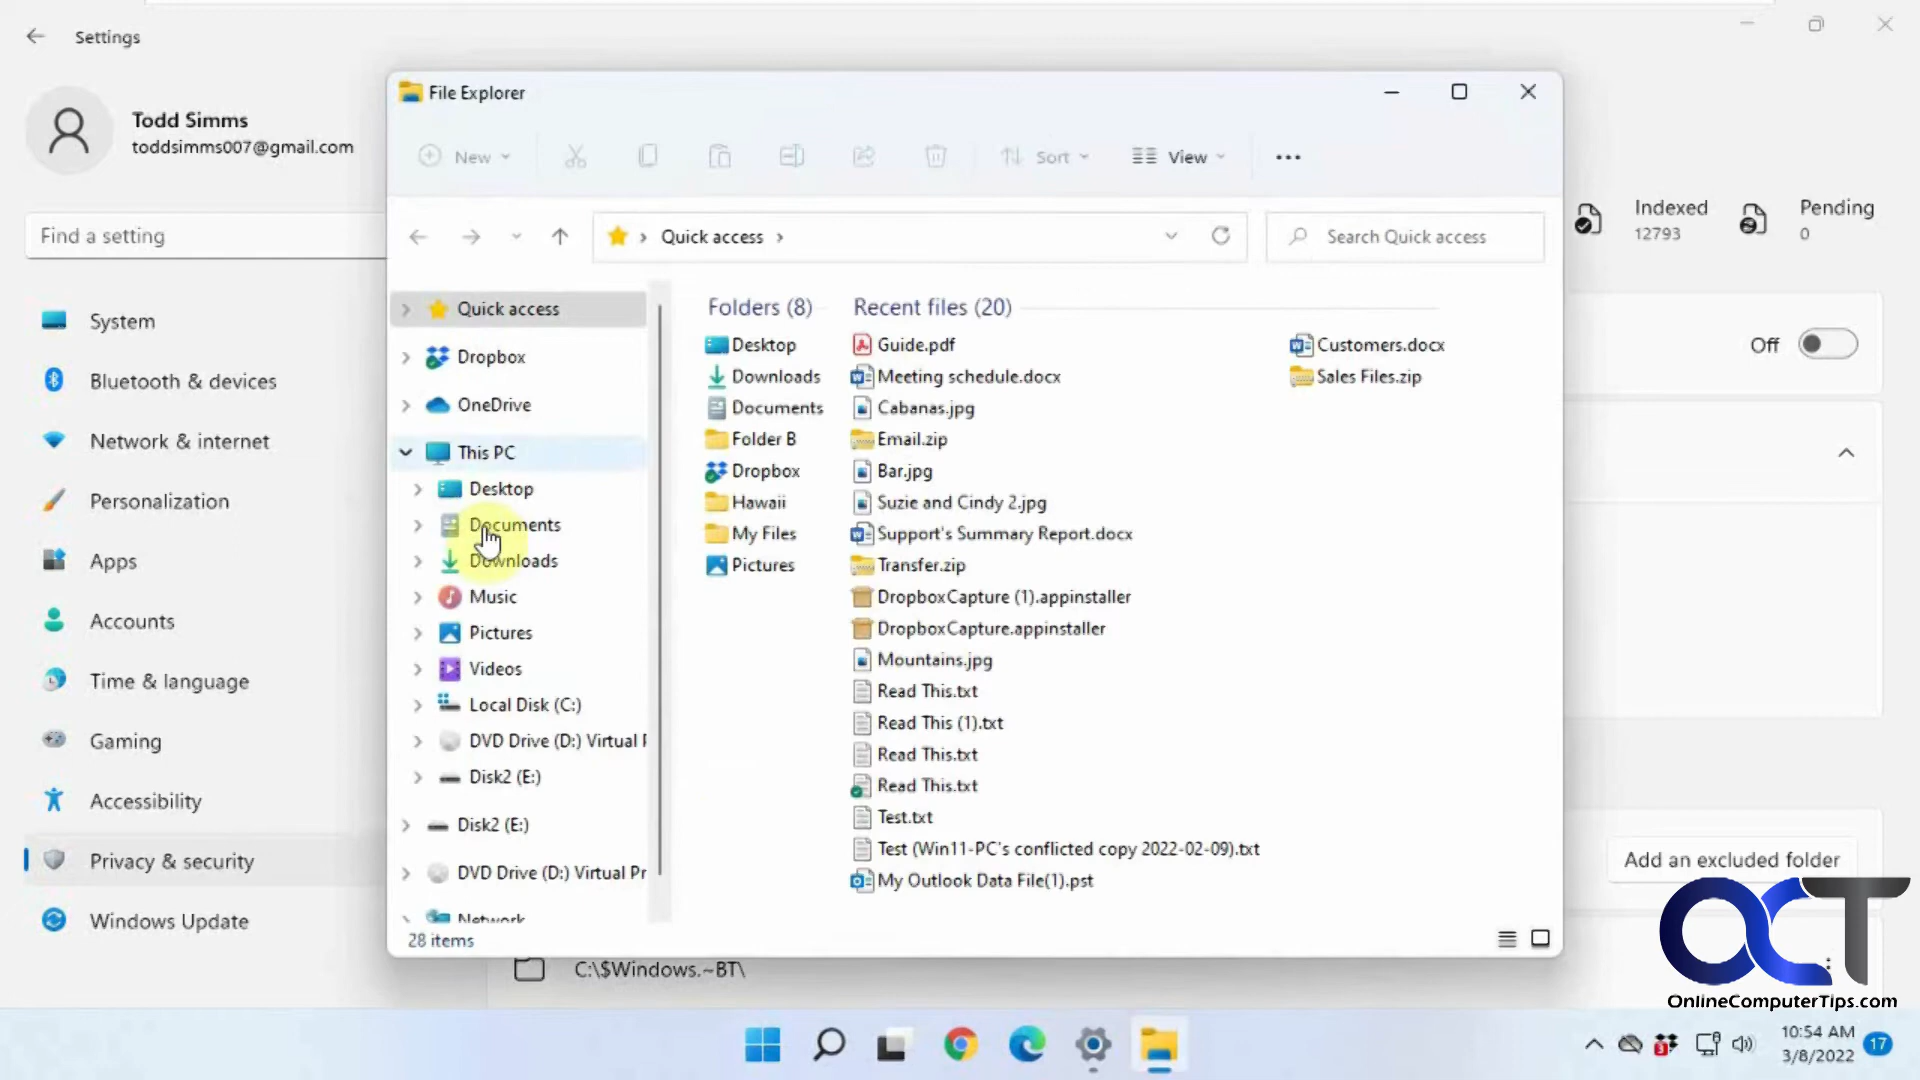 Settings
Todd Simms
toddsimms007@gmail.com
Find a setting
System
Bluetooth & devices
Network & internet
Personalization
Apps
Accounts
Time & language
Gaming
Accessibility
Privacy & security
Windows Update
File Explorer
New
Sort
View
Quick access
Search Quick access
Quick access
Dropbox
OneDrive
This PC
Desktop
Documents
Downloads
Music
Pictures
Videos
Local Disk (C:)
DVD Drive (D:) Virtual
Disk2 (E:)
Disk2 (E:)
DVD Drive (D:) Virtual Pr
Network
28 items
Folders (8)
Desktop
Downloads
Documents
Folder B
Dropbox
Hawaii
My Files
Pictures
Recent files (20)
Guide.pdf
Meeting schedule.docx
Cabanas.jpg
Email.zip
Bar.jpg
Suzie and Cindy 2.jpg
Support's Summary Report.docx
Transfer.zip
DropboxCapture (1).appinstaller
DropboxCapture.appinstaller
Mountains.jpg
Read This.txt
Read This (1).txt
Read This.txt
Read This.txt
Test.txt
Test (Win11-PC's conflicted copy 2022-02-09).txt
My Outlook Data File(1).pst
Customers.docx
Sales Files.zip
Indexed
12793
Pending
0
Off
Add an excluded folder
C:\$Windows.~BT\
OCT
OnlineComputerTips.com
3
10:54 AM
3/8/2022
17